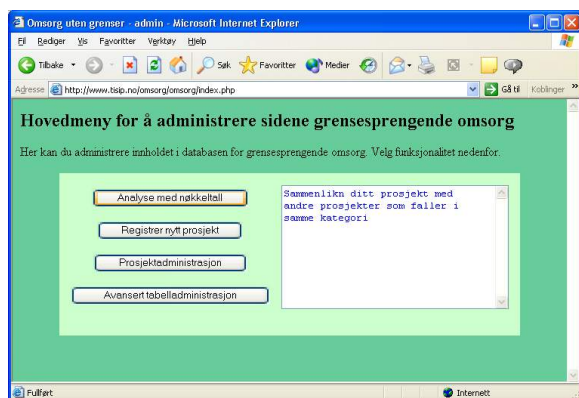 Omsorg uten grenser - admin - Microsoft Internet Explorer
Fil Rediger Vis Favoritter Verktøy Hjelp
Tilbake Søk Favoritter Medier
Adresse http://www.tisip.no/omsorg/omsorg/index.php Gå til Koblinger »
Hovedmeny for å administrere sidene grensesprengende omsorg
Her kan du administrere innholdet i databasen for grensesprengende omsorg. Velg funksjonalitet nedenfor.
Analyse med nøkkeltall
Registrer nytt prosjekt
Prosjektadministrasjon
Avansert tabelladministrasjon
Sammenlikn ditt prosjekt med
andre prosjekter som faller i
samme kategori
Fullført Internett